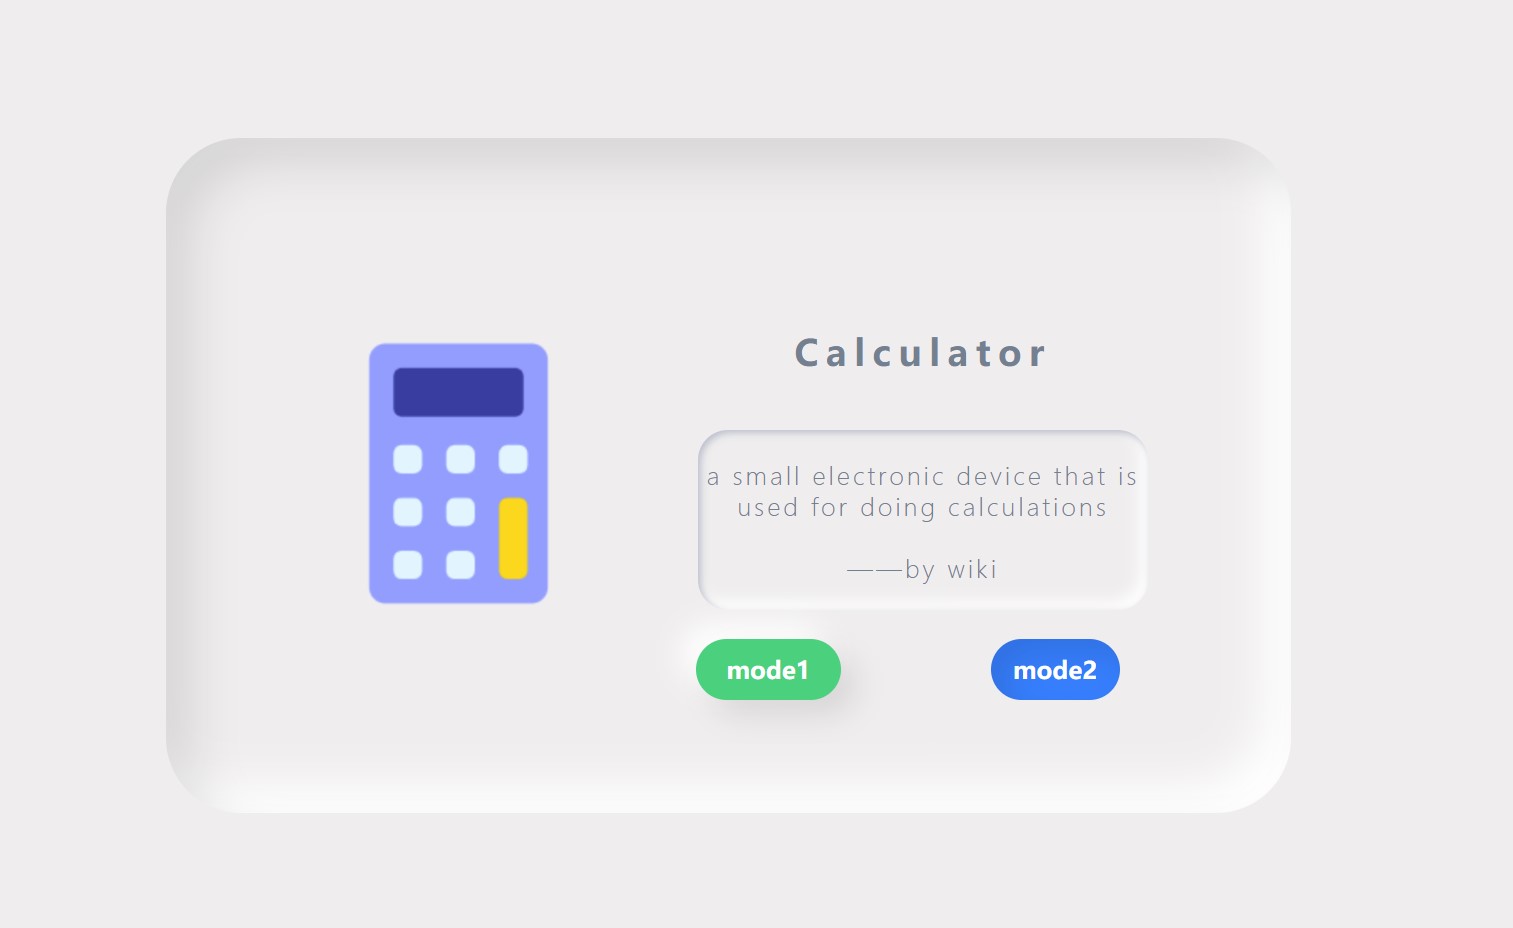 Calculator
a small electronic device that is
used for doing calculations
——by wiki
mode1
mode2